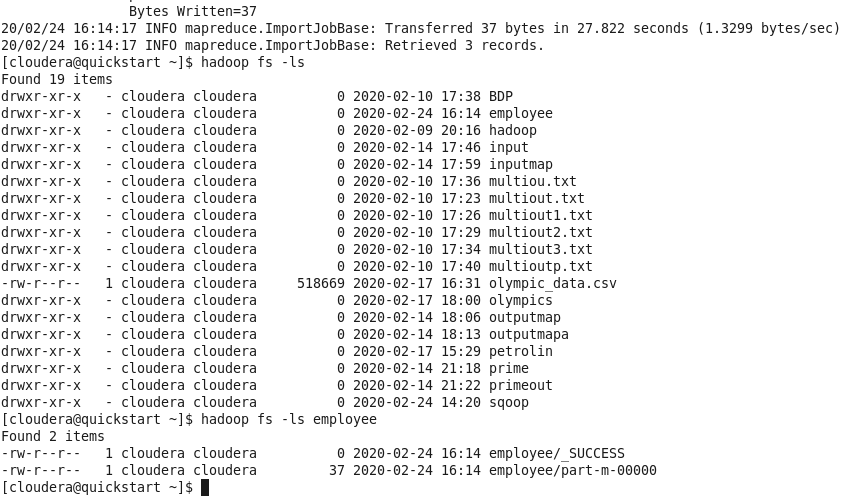 Bytes Written=37
20/02/24 16:14:17 INFO mapreduce.ImportJobBase: Transferred 37 bytes in 27.822 seconds (1.3299 bytes/sec)
20/02/24 16:14:17 INFO mapreduce.ImportJobBase: Retrieved 3 records.
[cloudera@quickstart ~]$ hadoop fs -ls
Found 19 items
drwxr-xr-x   - cloudera cloudera          0 2020-02-10 17:38 BDP
drwxr-xr-x   - cloudera cloudera          0 2020-02-24 16:14 employee
drwxr-xr-x   - cloudera cloudera          0 2020-02-09 20:16 hadoop
drwxr-xr-x   - cloudera cloudera          0 2020-02-14 17:46 input
drwxr-xr-x   - cloudera cloudera          0 2020-02-14 17:59 inputmap
drwxr-xr-x   - cloudera cloudera          0 2020-02-10 17:36 multiou.txt
drwxr-xr-x   - cloudera cloudera          0 2020-02-10 17:23 multiout.txt
drwxr-xr-x   - cloudera cloudera          0 2020-02-10 17:26 multiout1.txt
drwxr-xr-x   - cloudera cloudera          0 2020-02-10 17:29 multiout2.txt
drwxr-xr-x   - cloudera cloudera          0 2020-02-10 17:34 multiout3.txt
drwxr-xr-x   - cloudera cloudera          0 2020-02-10 17:40 multioutp.txt
-rw-r--r--   1 cloudera cloudera     518669 2020-02-17 16:31 olympic_data.csv
drwxr-xr-x   - cloudera cloudera          0 2020-02-17 18:00 olympics
drwxr-xr-x   - cloudera cloudera          0 2020-02-14 18:06 outputmap
drwxr-xr-x   - cloudera cloudera          0 2020-02-14 18:13 outputmapa
drwxr-xr-x   - cloudera cloudera          0 2020-02-17 15:29 petrolin
drwxr-xr-x   - cloudera cloudera          0 2020-02-14 21:18 prime
drwxr-xr-x   - cloudera cloudera          0 2020-02-14 21:22 primeout
drwxr-xr-x   - cloudera cloudera          0 2020-02-24 14:20 sqoop
[cloudera@quickstart ~]$ hadoop fs -ls employee
Found 2 items
-rw-r--r--   1 cloudera cloudera          0 2020-02-24 16:14 employee/_SUCCESS
-rw-r--r--   1 cloudera cloudera         37 2020-02-24 16:14 employee/part-m-00000
[cloudera@quickstart ~]$